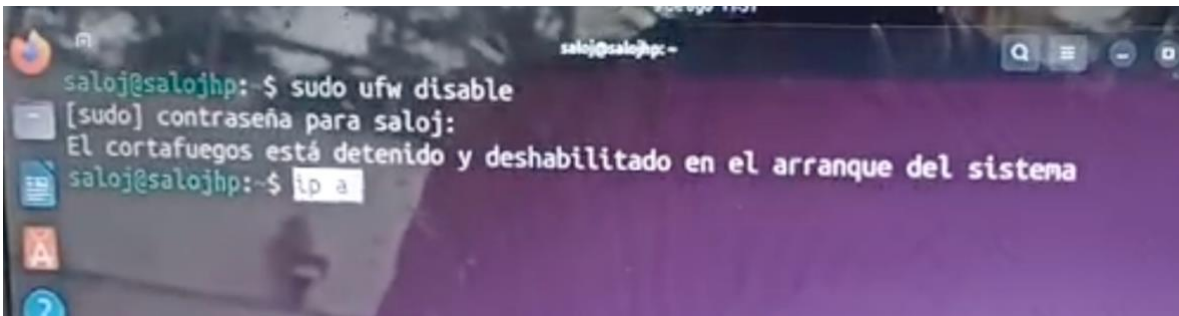 saloj@salojhp: ~
saloj@salojhp:~$ sudo ufw disable
[sudo] contraseña para saloj:
El cortafuegos está detenido y deshabilitado en el arranque del sistema
saloj@salojhp:~$ ip a